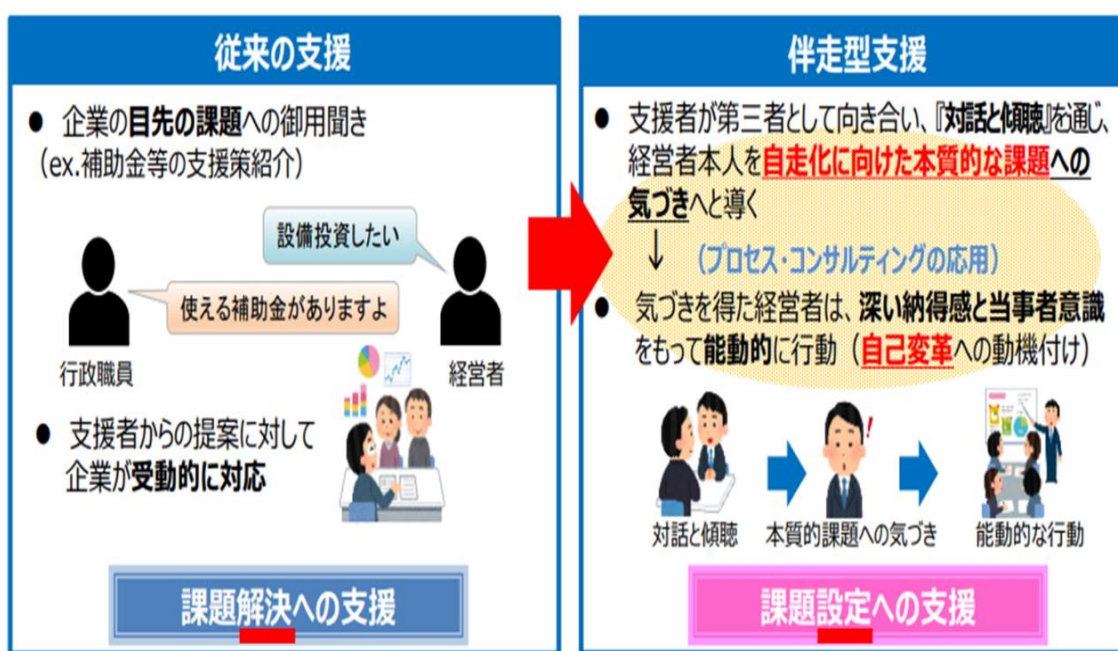 従来の支援
● 企業の目先の課題への御用聞き
(ex.補助金等の支援策紹介)
設備投資したい
使える補助金がありますよ
行政職員
経営者
● 支援者からの提案に対して
企業が受動的に対応
課題解決への支援
伴走型支援
● 支援者が第三者として向き合い、『対話と傾聴』を通じ、
経営者本人を自走化に向けた本質的な課題への
気づきへと導く
↓ (プロセス・コンサルティングの応用)
● 気づきを得た経営者は、深い納得感と当事者意識
をもって能動的に行動(自己変革への動機付け)
対話と傾聴
本質的課題への気づき
能動的な行動
課題設定への支援